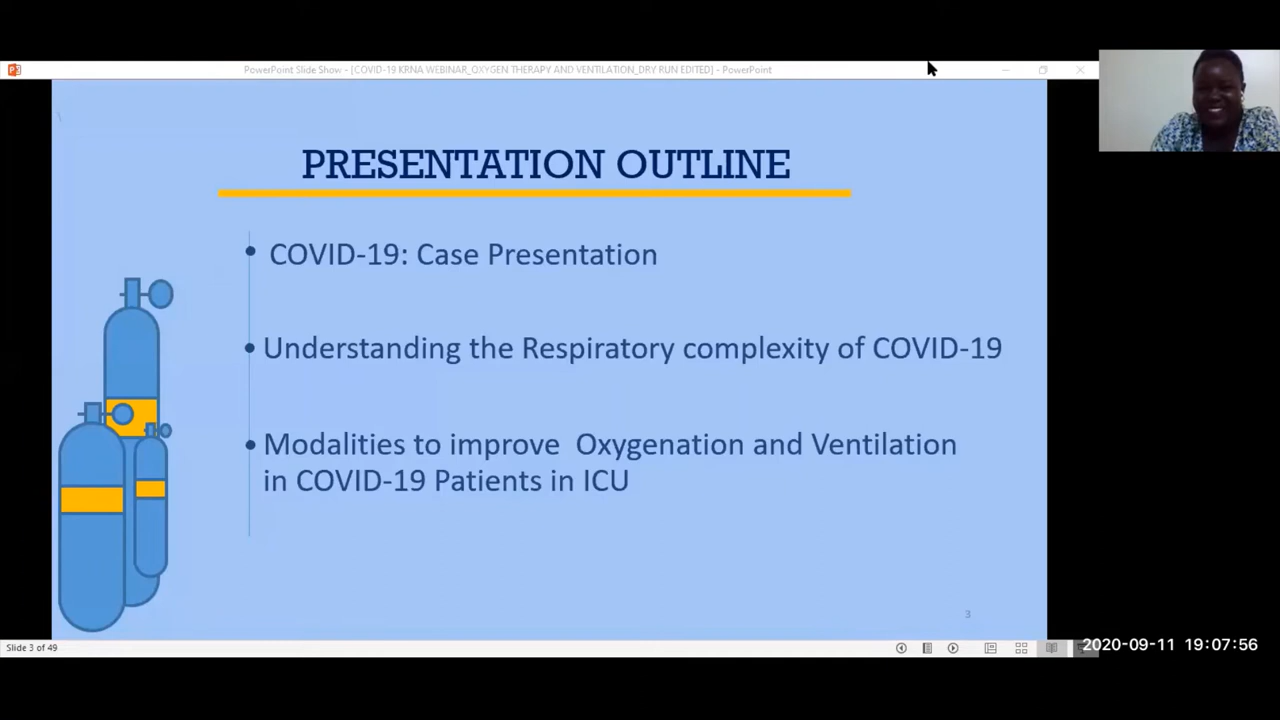 PowerPoint Slide Show - [COVID-19 KRNA WEBINAR_OXYGEN THERAPY AND VENTILATION_DRY RUN EDITED] - PowerPoint
PRESENTATION OUTLINE
• COVID-19: Case Presentation
• Understanding the Respiratory complexity of COVID-19
• Modalities to improve Oxygenation and Ventilation
in COVID-19 Patients in ICU
3
Slide 3 of 49
2020-09-11 19:07:56